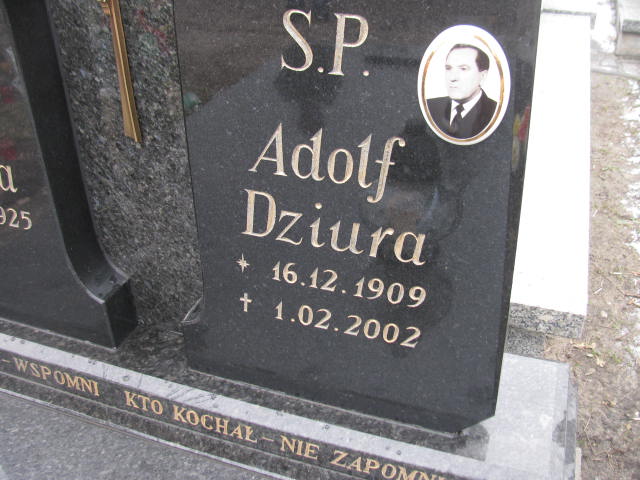 S.P.
Adolf
Dziura
* 16.12.1909
† 1.02.2002
a
925
–WSPOMNI KTO KOCHAŁ – NIE ZAPOMNI